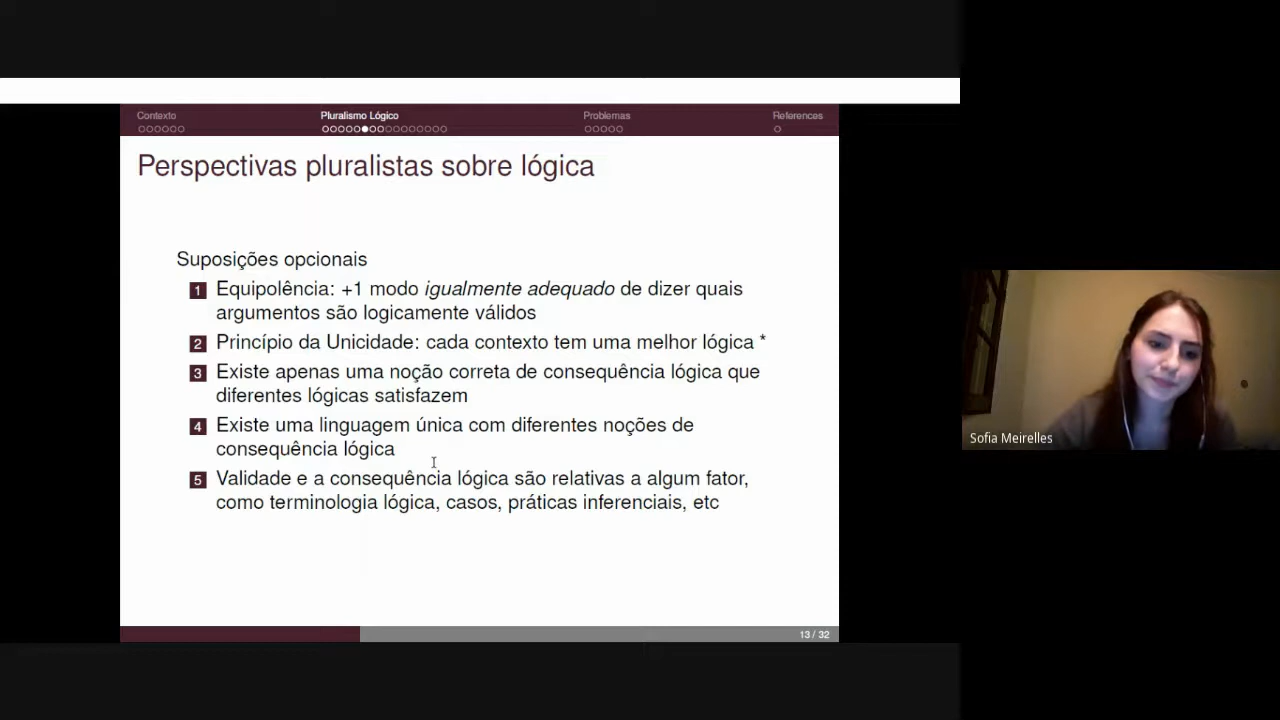 Contexto
Pluralismo Lógico
Problemas
References
Perspectivas pluralistas sobre lógica
Suposições opcionais
1 Equipolência: +1 modo igualmente adequado de dizer quais
argumentos são logicamente válidos
2 Princípio da Unicidade: cada contexto tem uma melhor lógica *
3 Existe apenas uma noção correta de consequência lógica que
diferentes lógicas satisfazem
4 Existe uma linguagem única com diferentes noções de
consequência lógica
5 Validade e a consequência lógica são relativas a algum fator,
como terminologia lógica, casos, práticas inferenciais, etc
13 / 32
Sofia Meirelles